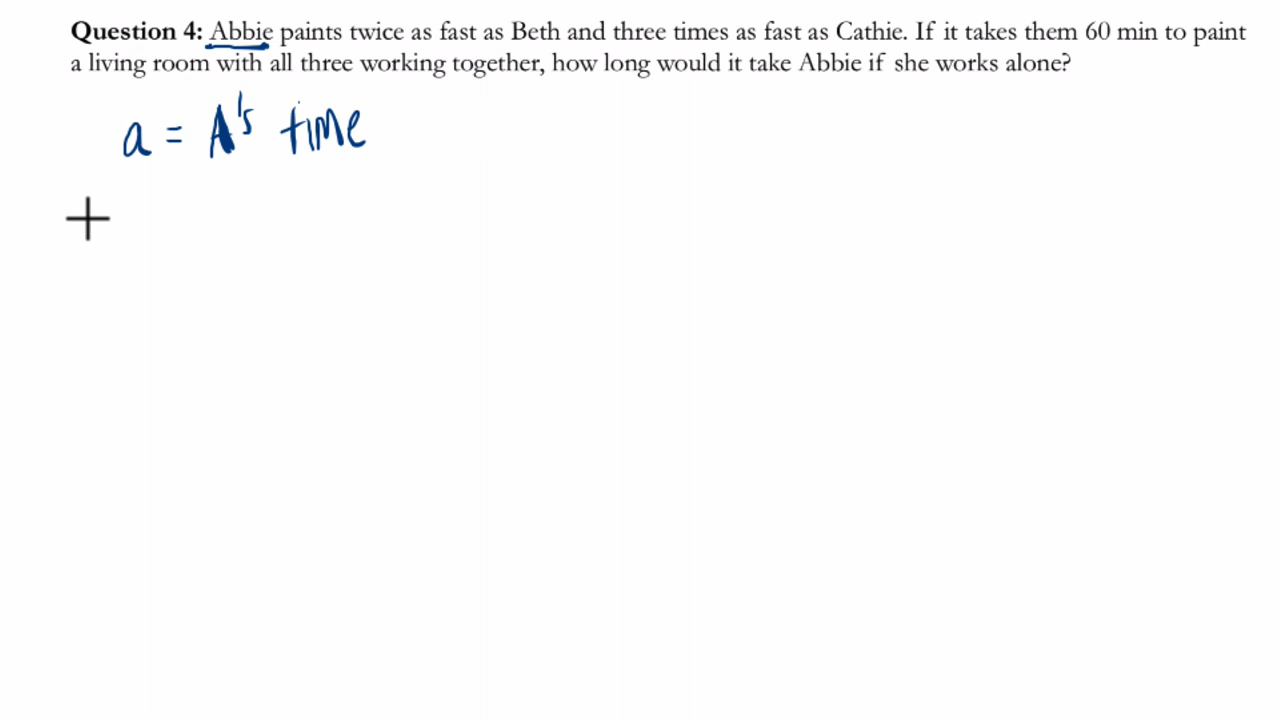 Question 4: Abbie paints twice as fast as Beth and three times as fast as Cathie. If it takes them 60 min to paint
a living room with all three working together, how long would it take Abbie if she works alone?
a = A's time